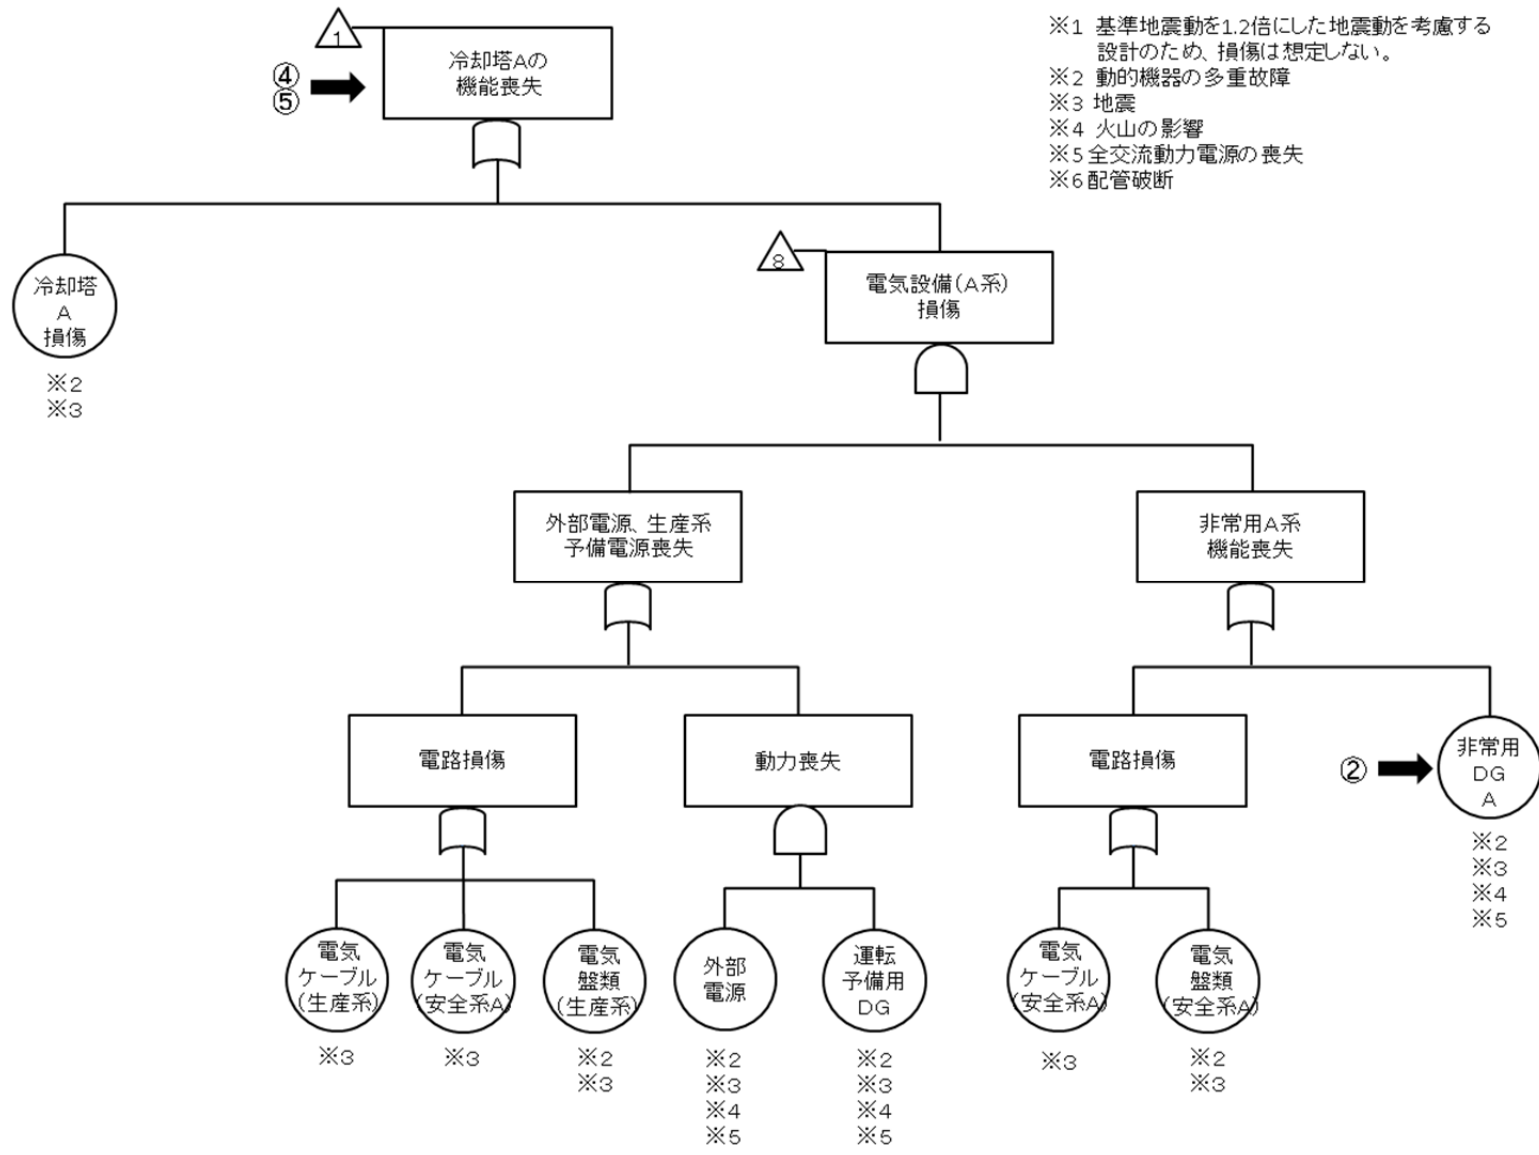 1
冷却塔Aの
機能喪失
④
⑤
※1 基準地震動を1.2倍にした地震動を考慮する
設計のため、損傷は想定しない。
※2 動的機器の多重故障
※3 地震
※4 火山の影響
※5 全交流動力電源の喪失
※6 配管破断
冷却塔
A
損傷
※2
※3
8
電気設備(A系)
損傷
外部電源、生産系
予備電源喪失
非常用A系
機能喪失
電路損傷
動力喪失
電路損傷
②
非常用
DG
A
※2
※3
※4
※5
電気
ケーブル
(生産系)
※3
電気
ケーブル
(安全系A)
※3
電気
盤類
(生産系)
※2
※3
外部
電源
※2
※3
※4
※5
運転
予備用
DG
※2
※3
※4
※5
電気
ケーブル
(安全系A)
※3
電気
盤類
(安全系A)
※2
※3